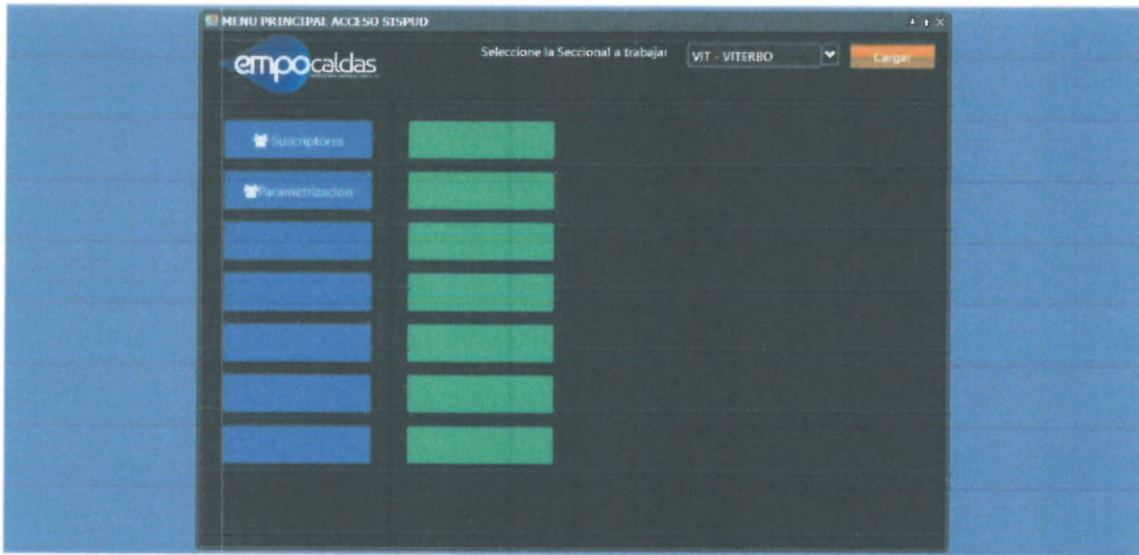 MENU PRINCIPAL ACCESO SISPUD
empocaldas
Seleccione la Seccional a trabajar
VIT - VITERBO
Cargar
Suscriptores
Parametrizacion